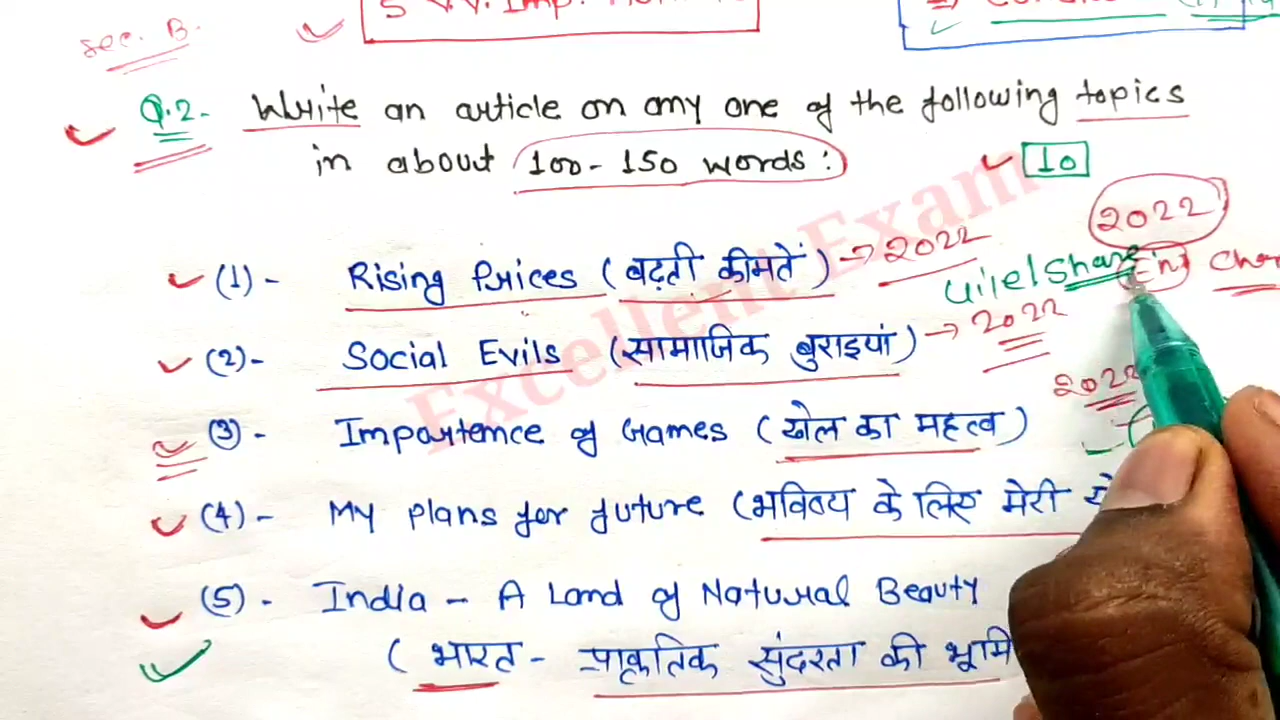 Sec. B.
Q.2- Write an article on any one of the following topics
in about 100-150 words: 10
2022
(1)- Rising Prices (बढ़ती कीमतें) → 2022
(2)- Social Evils (सामाजिक बुराइयां) → 2022
2022
(3)- Importence of Games (खेल का महत्व)
(4)- My plans for future (भविष्य के लिए मेरी
(5)- India - A Land of Natural Beauty
(भारत - प्राकृतिक सुंदरता की भूमि
Excellent Exam